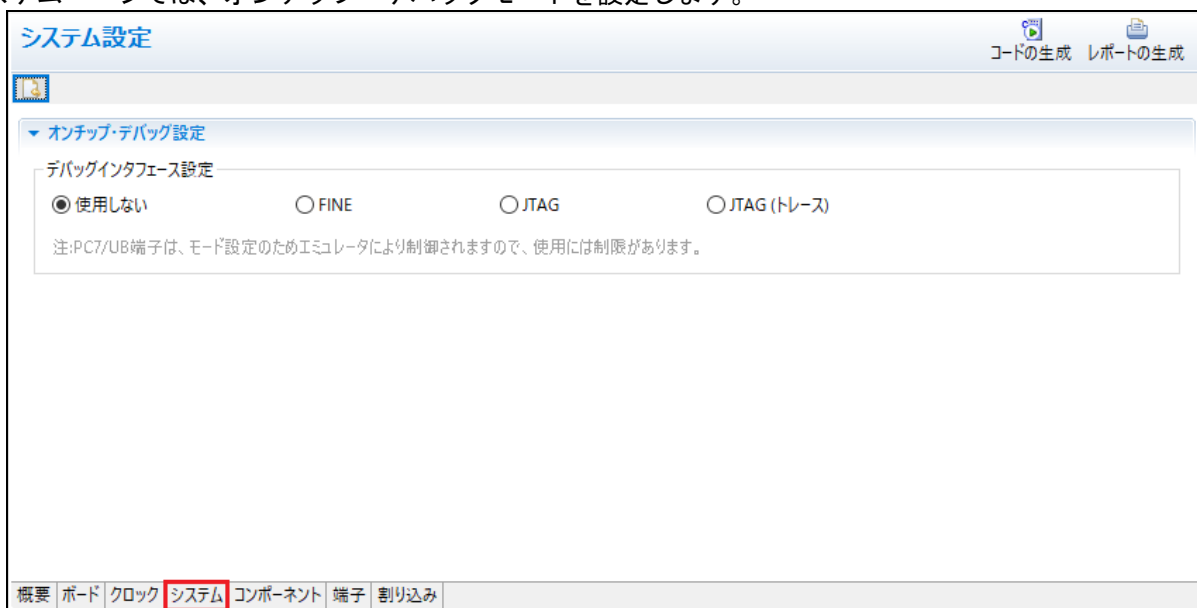 システム設定
コードの生成 レポートの生成
オンチップ・デバッグ設定
デバッグインタフェース設定
使用しない FINE JTAG JTAG (トレース)
注:PC7/UB端子は、モード設定のためエミュレータにより制御されますので、使用には制限があります。
概要 ボード クロック システム コンポーネント 端子 割り込み